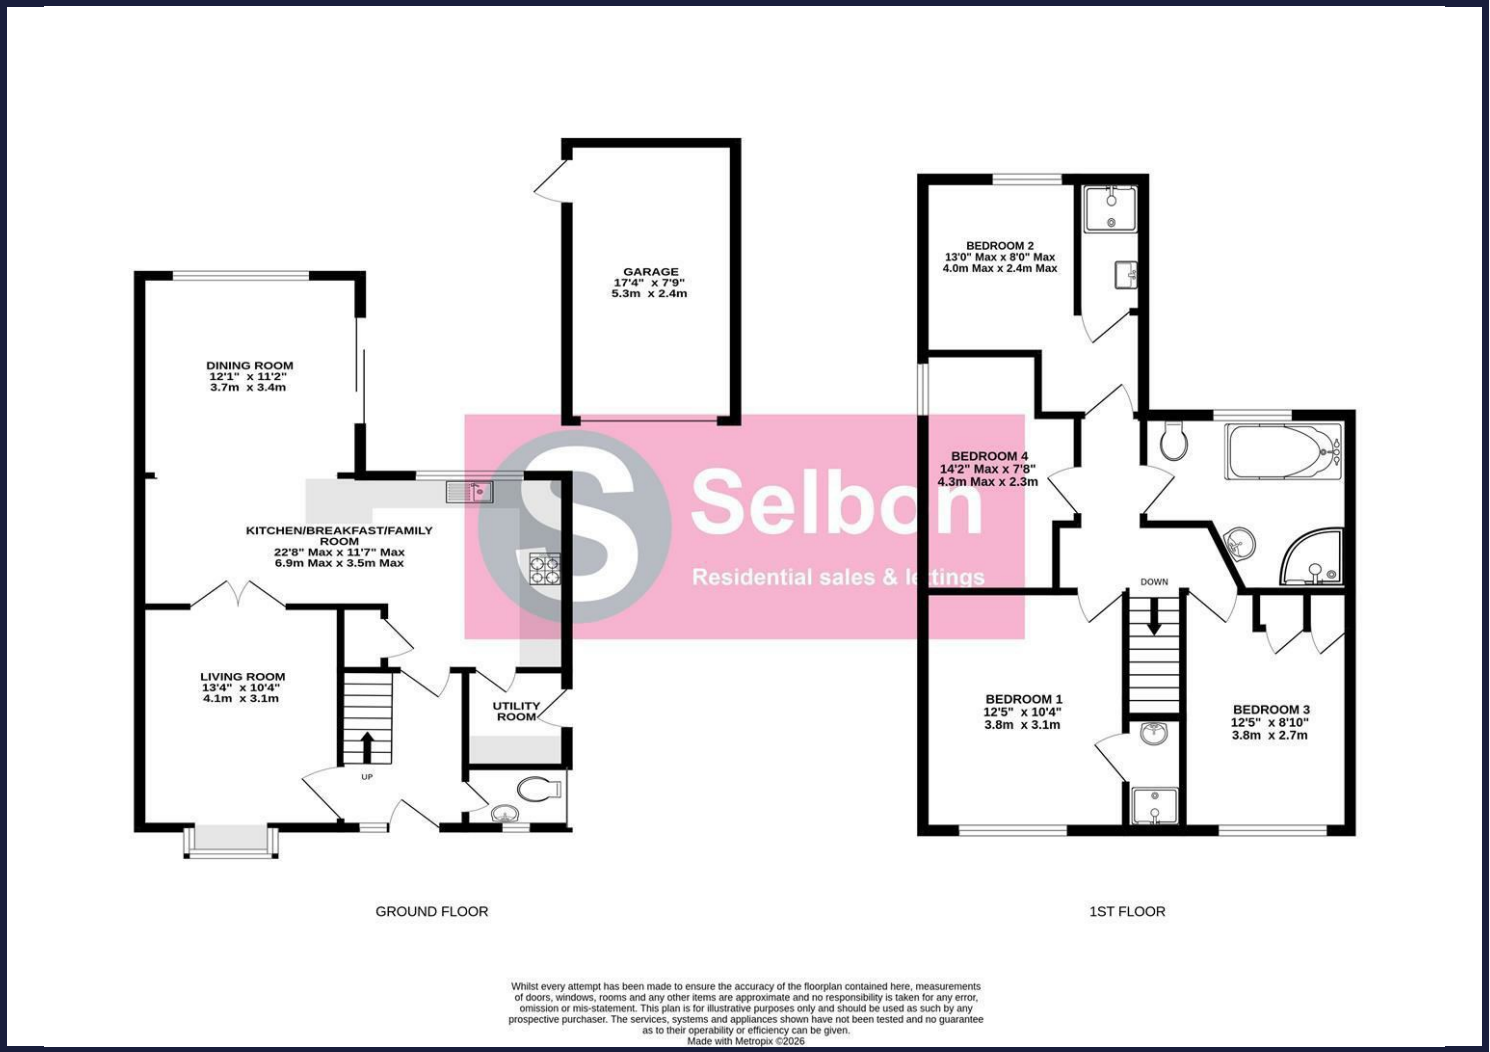 GARAGE
17'4" x 7'9"
5.3m x 2.4m
DINING ROOM
12'1" x 11'2"
3.7m x 3.4m
KITCHEN/BREAKFAST/FAMILY
ROOM
22'8" Max x 11'7" Max
6.9m Max x 3.5m Max
LIVING ROOM
13'4" x 10'4"
4.1m x 3.1m
UTILITY
ROOM
UP
GROUND FLOOR
S Selbon
Residential sales & lettings
BEDROOM 2
13'0" Max x 8'0" Max
4.0m Max x 2.4m Max
BEDROOM 4
14'2" Max x 7'8"
4.3m Max x 2.3m
DOWN
BEDROOM 1
12'5" x 10'4"
3.8m x 3.1m
BEDROOM 3
12'5" x 8'10"
3.8m x 2.7m
1ST FLOOR
Whilst every attempt has been made to ensure the accuracy of the floorplan contained here, measurements
of doors, windows, rooms and any other items are approximate and no responsibility is taken for any error,
omission or mis-statement. This plan is for illustrative purposes only and should be used as such by any
prospective purchaser. The services, systems and appliances shown have not been tested and no guarantee
as to their operability or efficiency can be given.
Made with Metropix ©2026